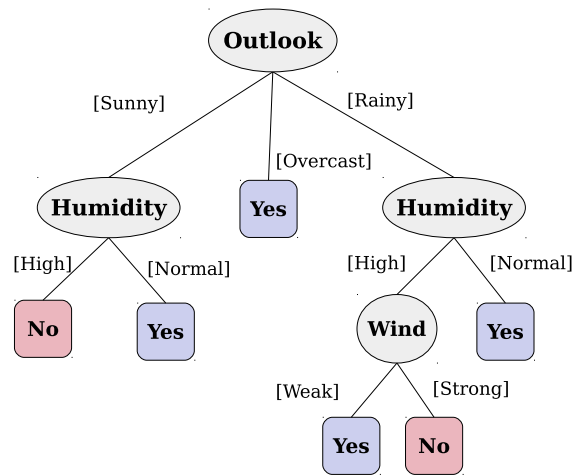 Outlook
[Sunny]
[Rainy]
[Overcast]
Humidity
Yes
Humidity
[High]
[Normal]
[High]
[Normal]
No
Yes
Wind
Yes
[Weak]
[Strong]
Yes
No